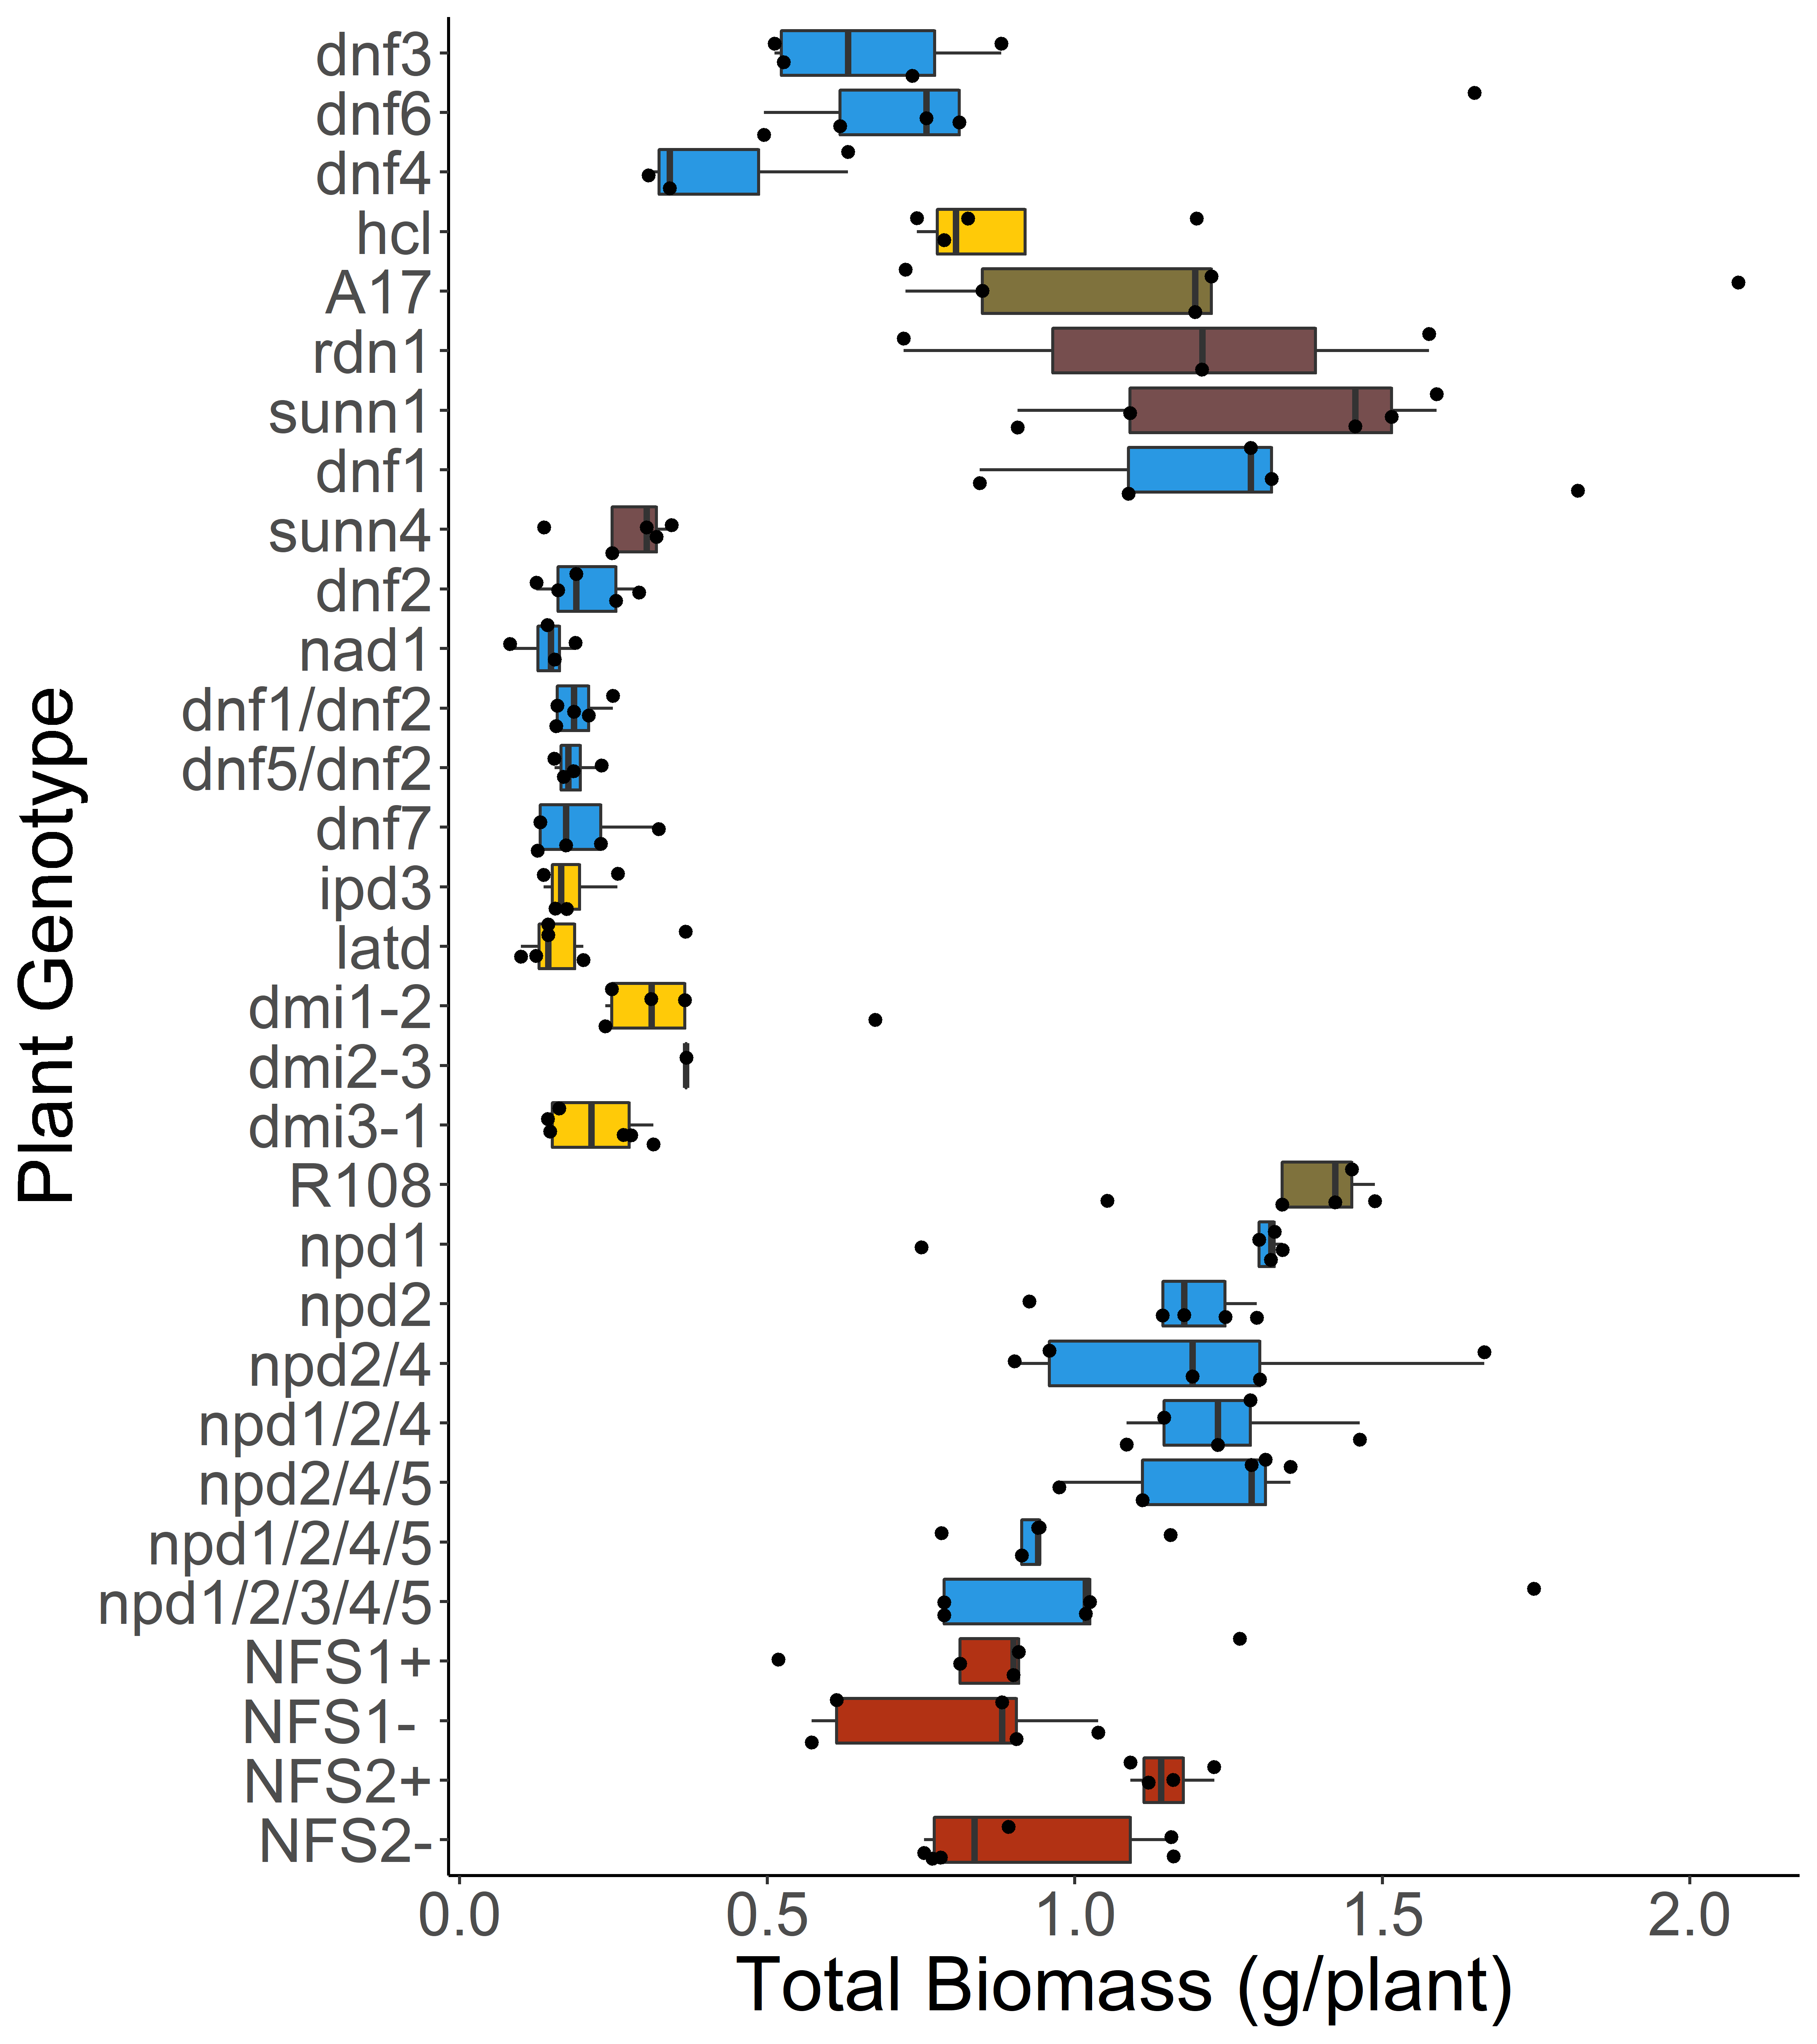 Plant Genotype
dnf3
dnf6
dnf4
hcl
A17
rdn1
sunn1
dnf1
sunn4
dnf2
nad1
dnf1/dnf2
dnf5/dnf2
dnf7
ipd3
latd
dmi1-2
dmi2-3
dmi3-1
R108
npd1
npd2
npd2/4
npd1/2/4
npd2/4/5
npd1/2/4/5
npd1/2/3/4/5
NFS1+
NFS1-
NFS2+
NFS2-
0.0 0.5 1.0 1.5 2.0
Total Biomass (g/plant)